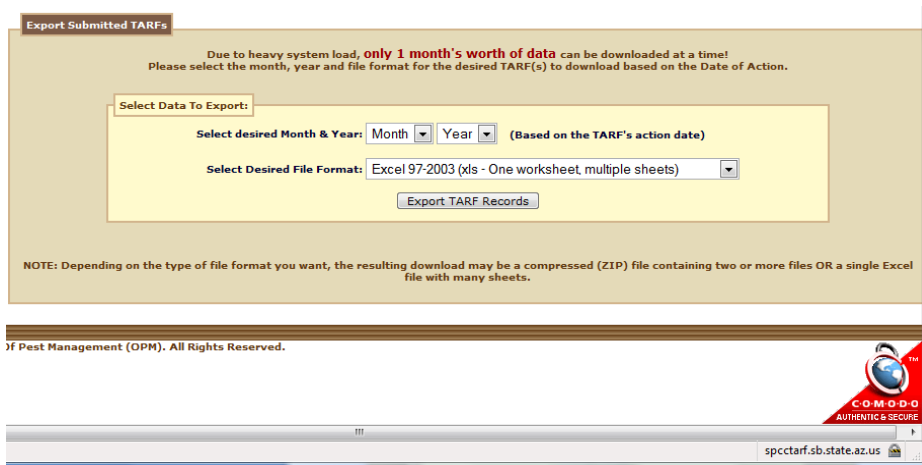 Export Submitted TARFs
Due to heavy system load, only 1 month's worth of data can be downloaded at a time!
Please select the month, year and file format for the desired TARF(s) to download based on the Date of Action.
Select Data To Export:
Select desired Month & Year: Month Year (Based on the TARF's action date)
Select Desired File Format: Excel 97-2003 (xls - One worksheet, multiple sheets)
Export TARF Records
NOTE: Depending on the type of file format you want, the resulting download may be a compressed (ZIP) file containing two or more files OR a single Excel
file with many sheets.
Of Pest Management (OPM). All Rights Reserved.
TM
C·O·M·O·D·O
AUTHENTIC & SECURE
spcctarf.sb.state.az.us